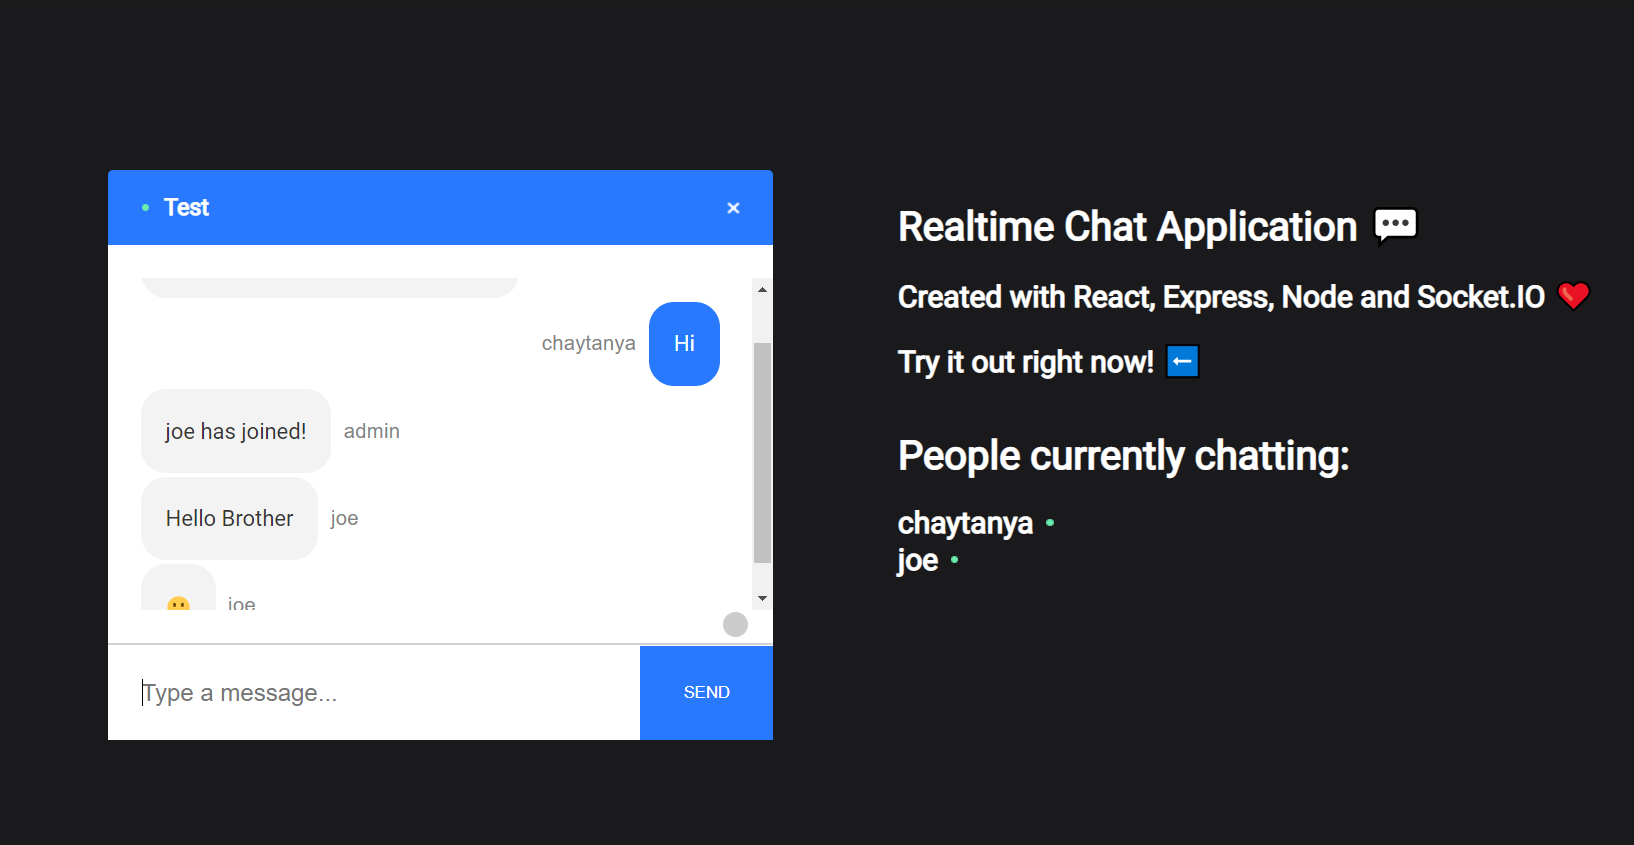 Test
chaytanya Hi
joe has joined! admin
Hello Brother joe
joe
Type a message...
SEND
Realtime Chat Application
Created with React, Express, Node and Socket.IO
Try it out right now!
People currently chatting:
chaytanya
joe